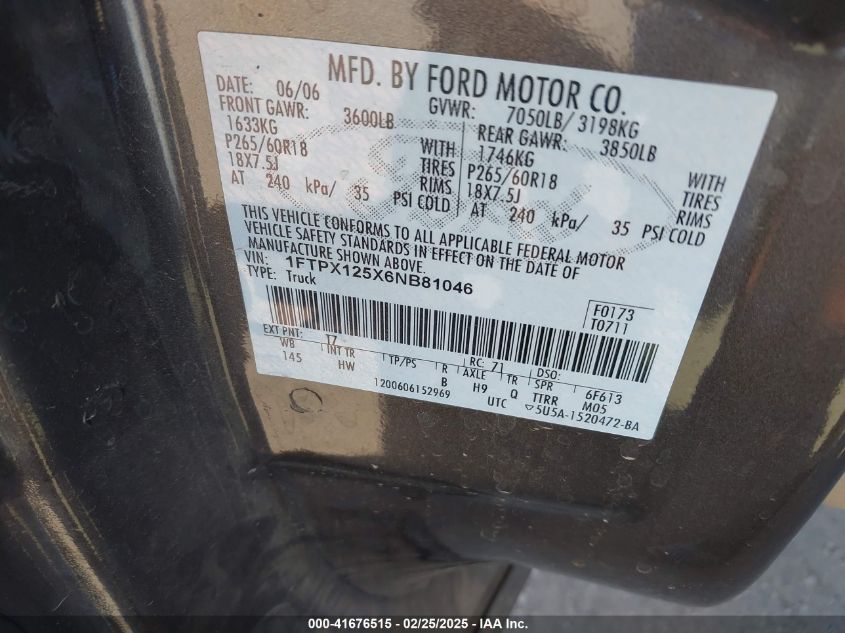 MFD. BY FORD MOTOR CO.
DATE: 06/06 GVWR: 7050LB/ 3198KG
FRONT GAWR: 3600LB REAR GAWR: 3850LB
1633KG WITH 1746KG WITH
P265/60R18 TIRES P265/60R18 TIRES
18X7.5J RIMS 18X7.5J RIMS
AT 240 kPa/ 35 PSI COLD AT 240 kPa/ 35 PSI COLD
THIS VEHICLE CONFORMS TO ALL APPLICABLE FEDERAL MOTOR
VEHICLE SAFETY STANDARDS IN EFFECT ON THE DATE OF
MANUFACTURE SHOWN ABOVE.
VIN: 1FTPX125X6NB81046
TYPE: Truck
F0173
T0711
EXT PNT: T7 RC: 71 DSO:
WB INT TR TP/PS R AXLE TR SPR 6F613
145 HW B H9 Q TTRR M05
1200606152969 UTC ▽5U5A-1520472-BA
000-41676515 - 02/25/2025 - IAA Inc.